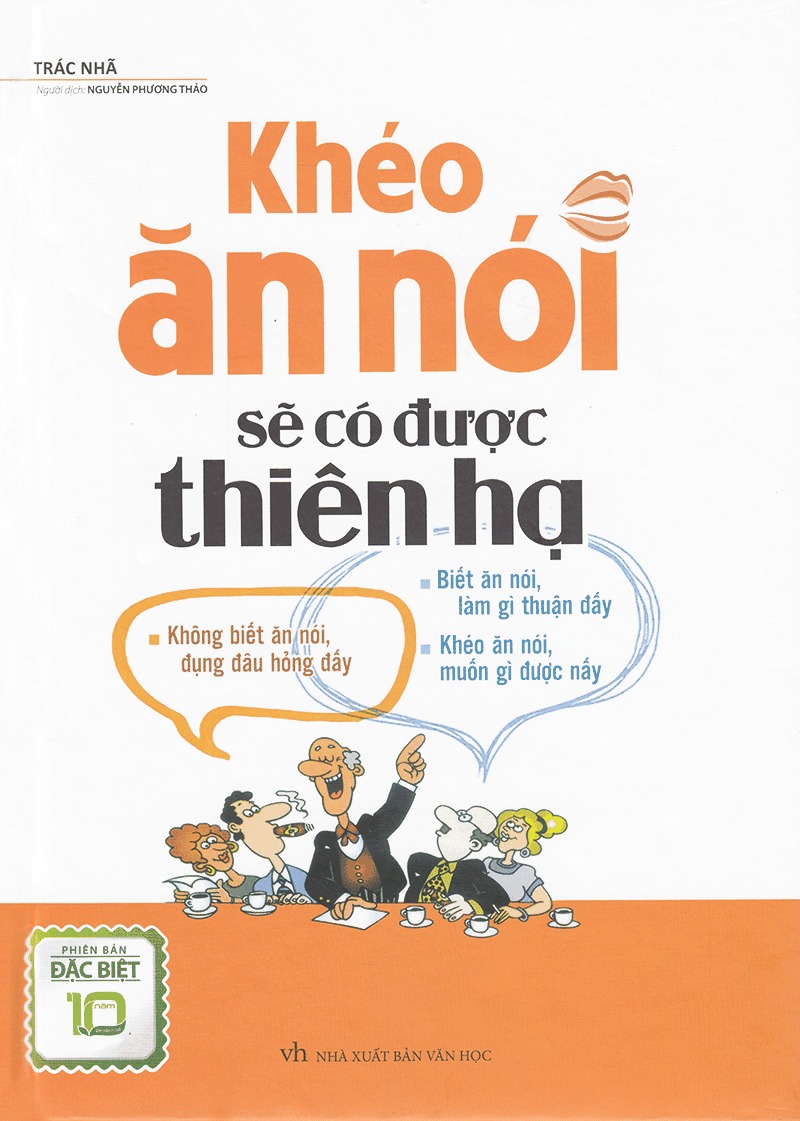 TRÁC NHÃ
Người dịch: NGUYỄN PHƯƠNG THẢO
Khéo
ăn nói
sẽ có được
thiên hạ
Biết ăn nói,
làm gì thuận đấy
Không biết ăn nói,
đụng đâu hỏng đấy
Khéo ăn nói,
muốn gì được nấy
PHIÊN BẢN
ĐẶC BIỆT
10 năm
vh NHÀ XUẤT BẢN VĂN HỌC